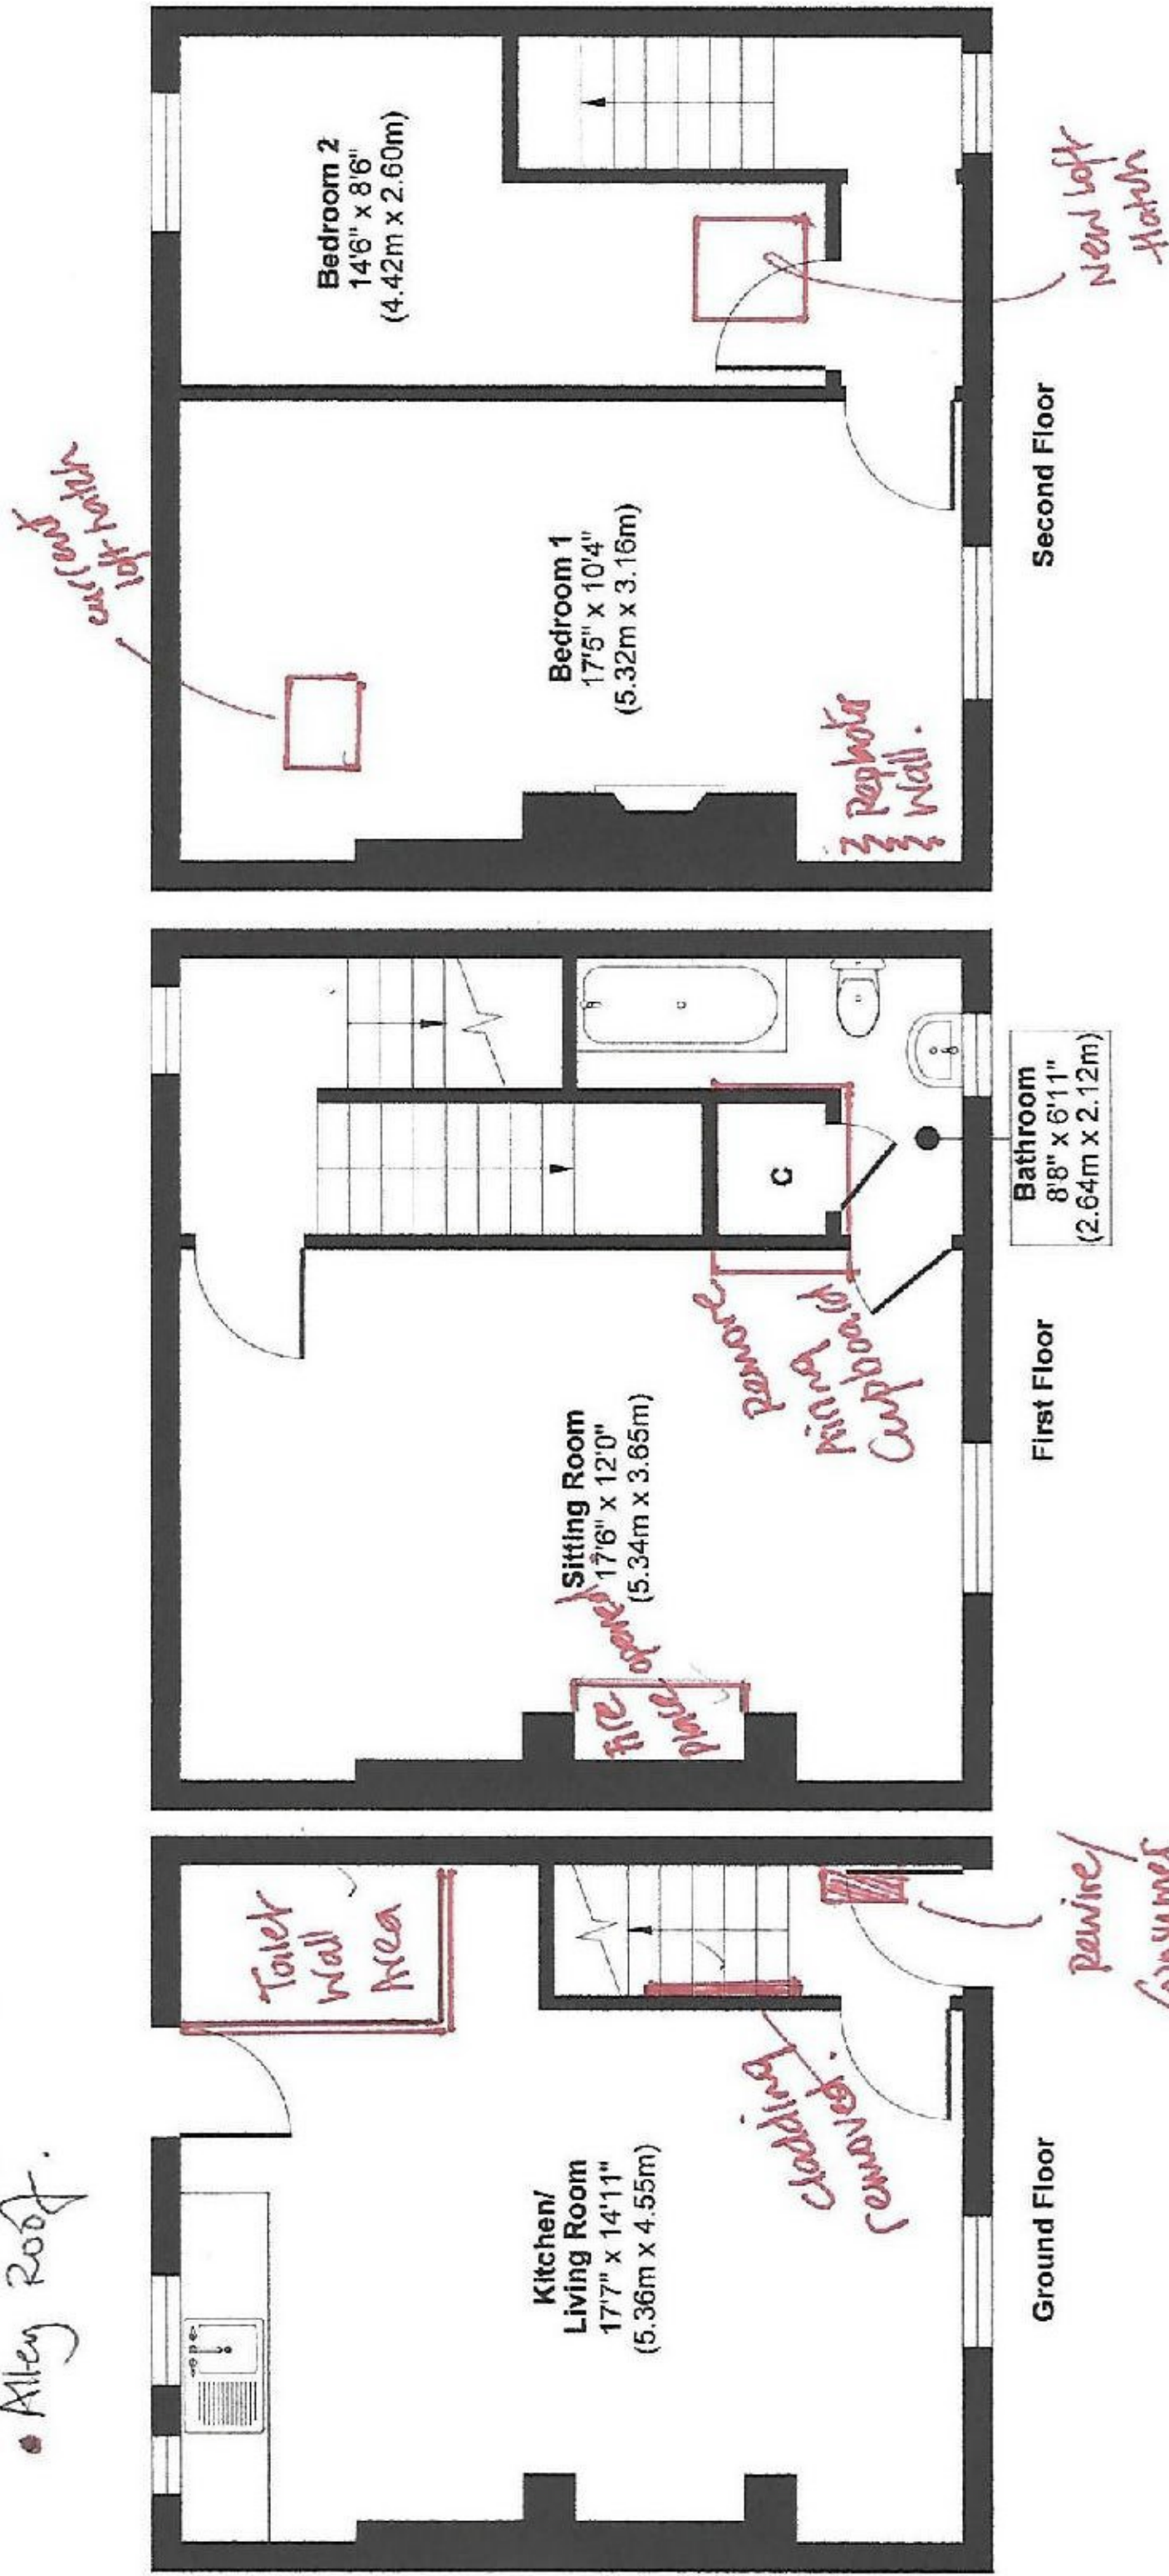 • Alley Roof.
Toilet
Wall
Area
Kitchen/
Living Room
17'7" x 14'11"
(5.36m x 4.55m)
Cladding
removed.
rewire/
Consumer
Ground Floor
Fire
place
opened
Sitting Room
17'6" x 12'0"
(5.34m x 3.65m)
Remove
Airing
Cupboard
C
Bathroom
8'8" x 6'11"
(2.64m x 2.12m)
First Floor
current
loft hatch
Bedroom 1
17'5" x 10'4"
(5.32m x 3.16m)
Wall.
Bedroom 2
14'6" x 8'6"
(4.42m x 2.60m)
New Loft
Hatch
Second Floor